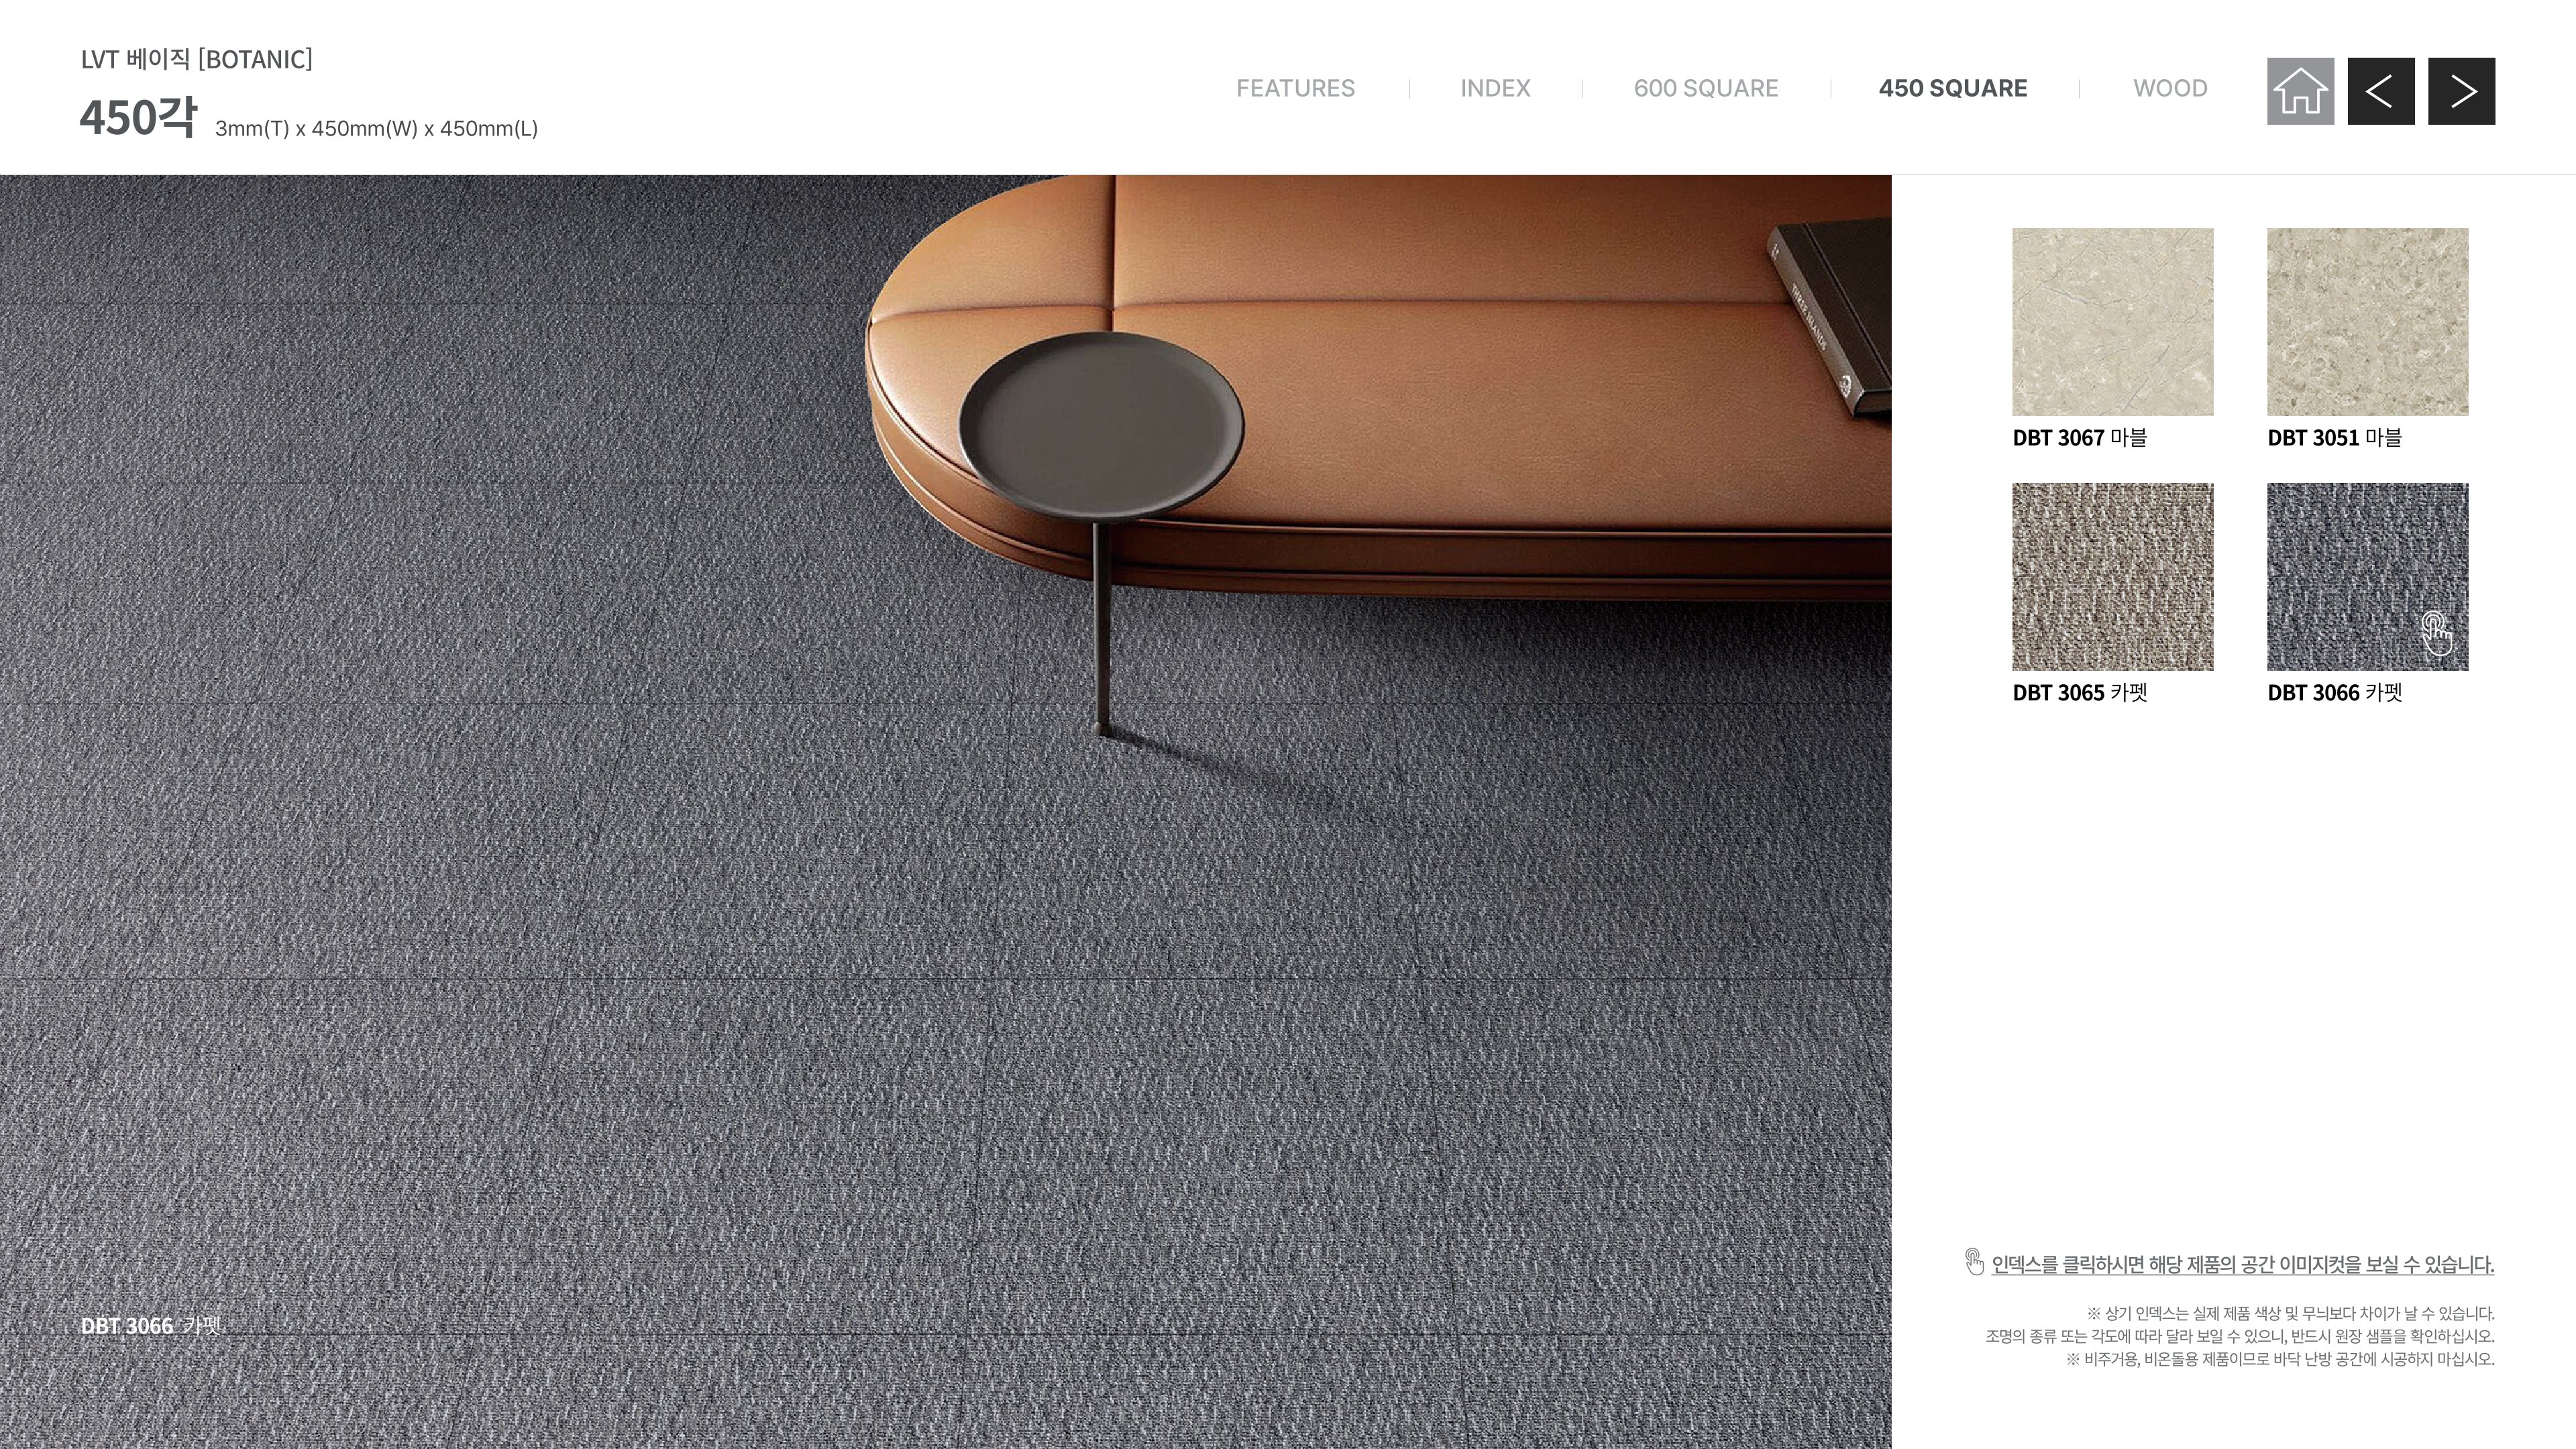 LVT 베이직 [BOTANIC]
450각 3mm(T) x 450mm(W) x 450mm(L)
FEATURES INDEX 600 SQUARE 450 SQUARE WOOD
THREE ISLANDS
DBT 3067 마블
DBT 3051 마블
DBT 3065 카펫
DBT 3066 카펫
DBT 3066 카펫
인덱스를 클릭하시면 해당 제품의 공간 이미지컷을 보실 수 있습니다.
※ 상기 인덱스는 실제 제품 색상 및 무늬보다 차이가 날 수 있습니다.
조명의 종류 또는 각도에 따라 달라 보일 수 있으니, 반드시 원장 샘플을 확인하십시오.
※ 비주거용, 비온돌용 제품이므로 바닥 난방 공간에 시공하지 마십시오.